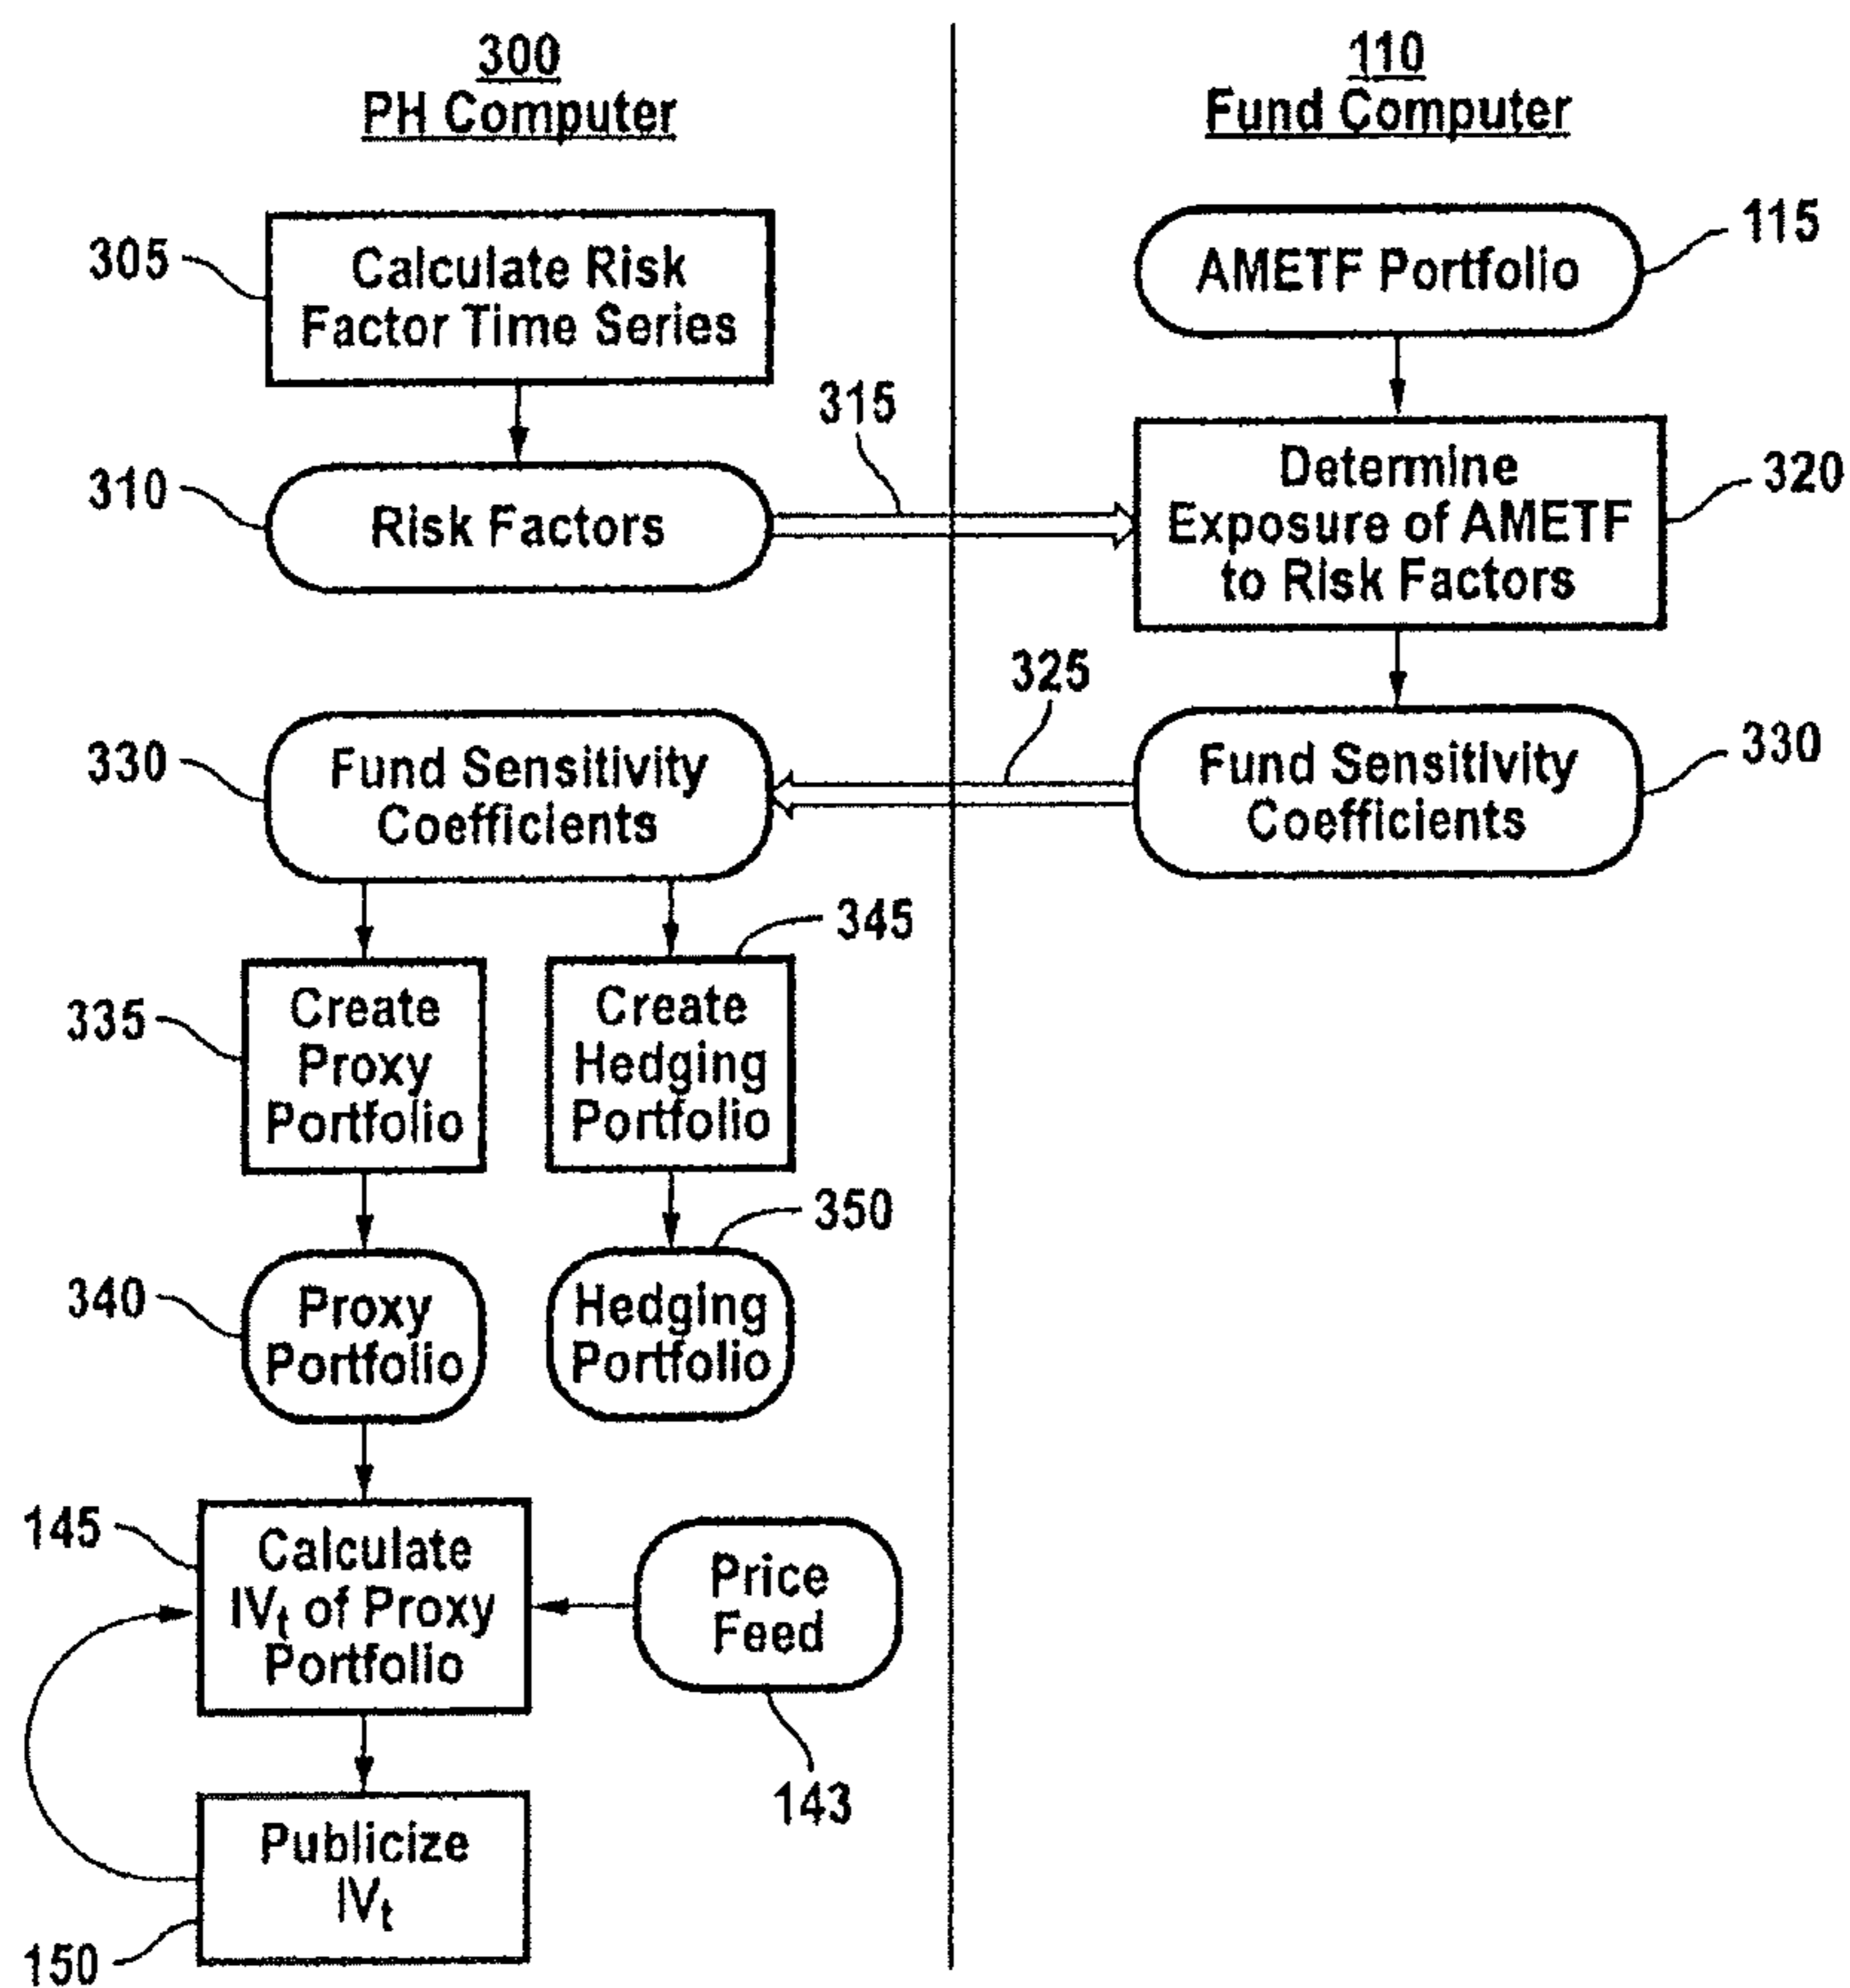 300
PH Computer
110
Fund Computer
305
Calculate Risk
Factor Time Series
AMETF Portfolio
115
310
Risk Factors
315
Determine
Exposure of AMETF
to Risk Factors
320
330
Fund Sensitivity
Coefficients
325
Fund Sensitivity
Coefficients
330
335
Create
Proxy
Portfolio
345
Create
Hedging
Portfolio
340
Proxy
Portfolio
350
Hedging
Portfolio
145
Calculate
IVt of Proxy
Portfolio
Price
Feed
143
Publicize
IVt
150